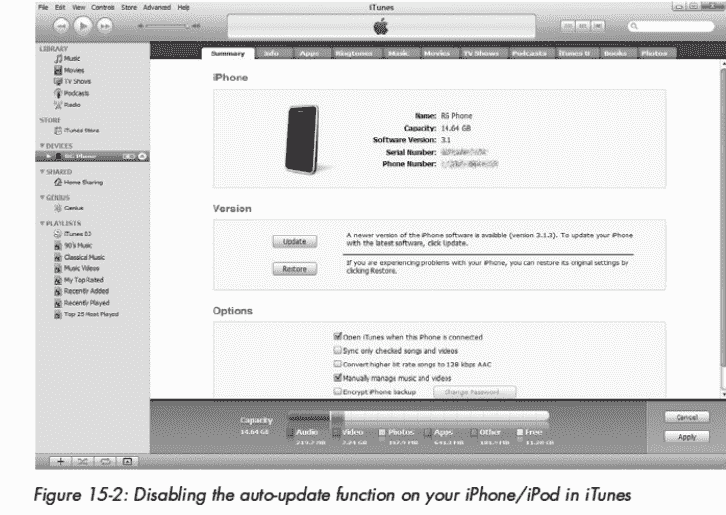 File Edit View Controls Store Advanced Help
iTunes
LIBRARY
Music
Movies
TV Shows
Podcasts
Radio
STORE
iTunes Store
DEVICES
RG Phone
SHARED
Home Sharing
GENIUS
Genius
PLAYLISTS
iTunes DJ
90's Music
Classical Music
Music Videos
My Top Rated
Recently Added
Recently Played
Top 25 Most Played
Summary Info Apps Ringtones Music Movies TV Shows Podcasts iTunes U Books Photos
iPhone
Name: RG Phone
Capacity: 14.64 GB
Software Version: 3.1
Serial Number:
Phone Number:
Version
Update
A newer version of the iPhone software is available (version 3.1.3). To update your iPhone
with the latest software, click Update.
Restore
If you are experiencing problems with your iPhone, you can restore its original settings by
clicking Restore.
Options
Open iTunes when this iPhone is connected
Sync only checked songs and videos
Convert higher bit rate songs to 128 kbps AAC
Manually manage music and videos
Encrypt iPhone backup
Change Password
Capacity
14.64 GB
Audio Video Photos Apps Other Free
Cancel
Apply
Figure 15-2: Disabling the auto-update function on your iPhone/iPod in iTunes